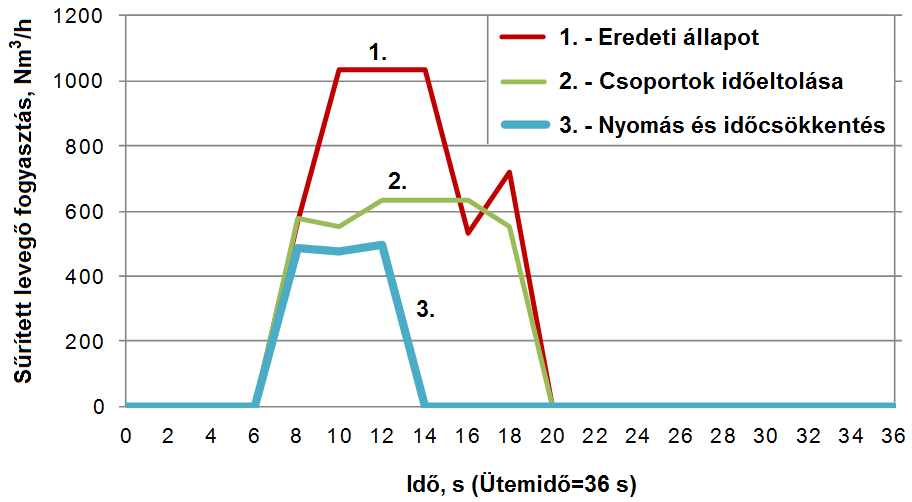 Sűrített levegő fogyasztás, Nm³/h
1200
1000
800
600
400
200
0
1. - Eredeti állapot
2. - Csoportok időeltolása
3. - Nyomás és időcsökkentés
1.
2.
3.
0 2 4 6 8 10 12 14 16 18 20 22 24 26 28 30 32 34 36
Idő, s (Ütemidő=36 s)